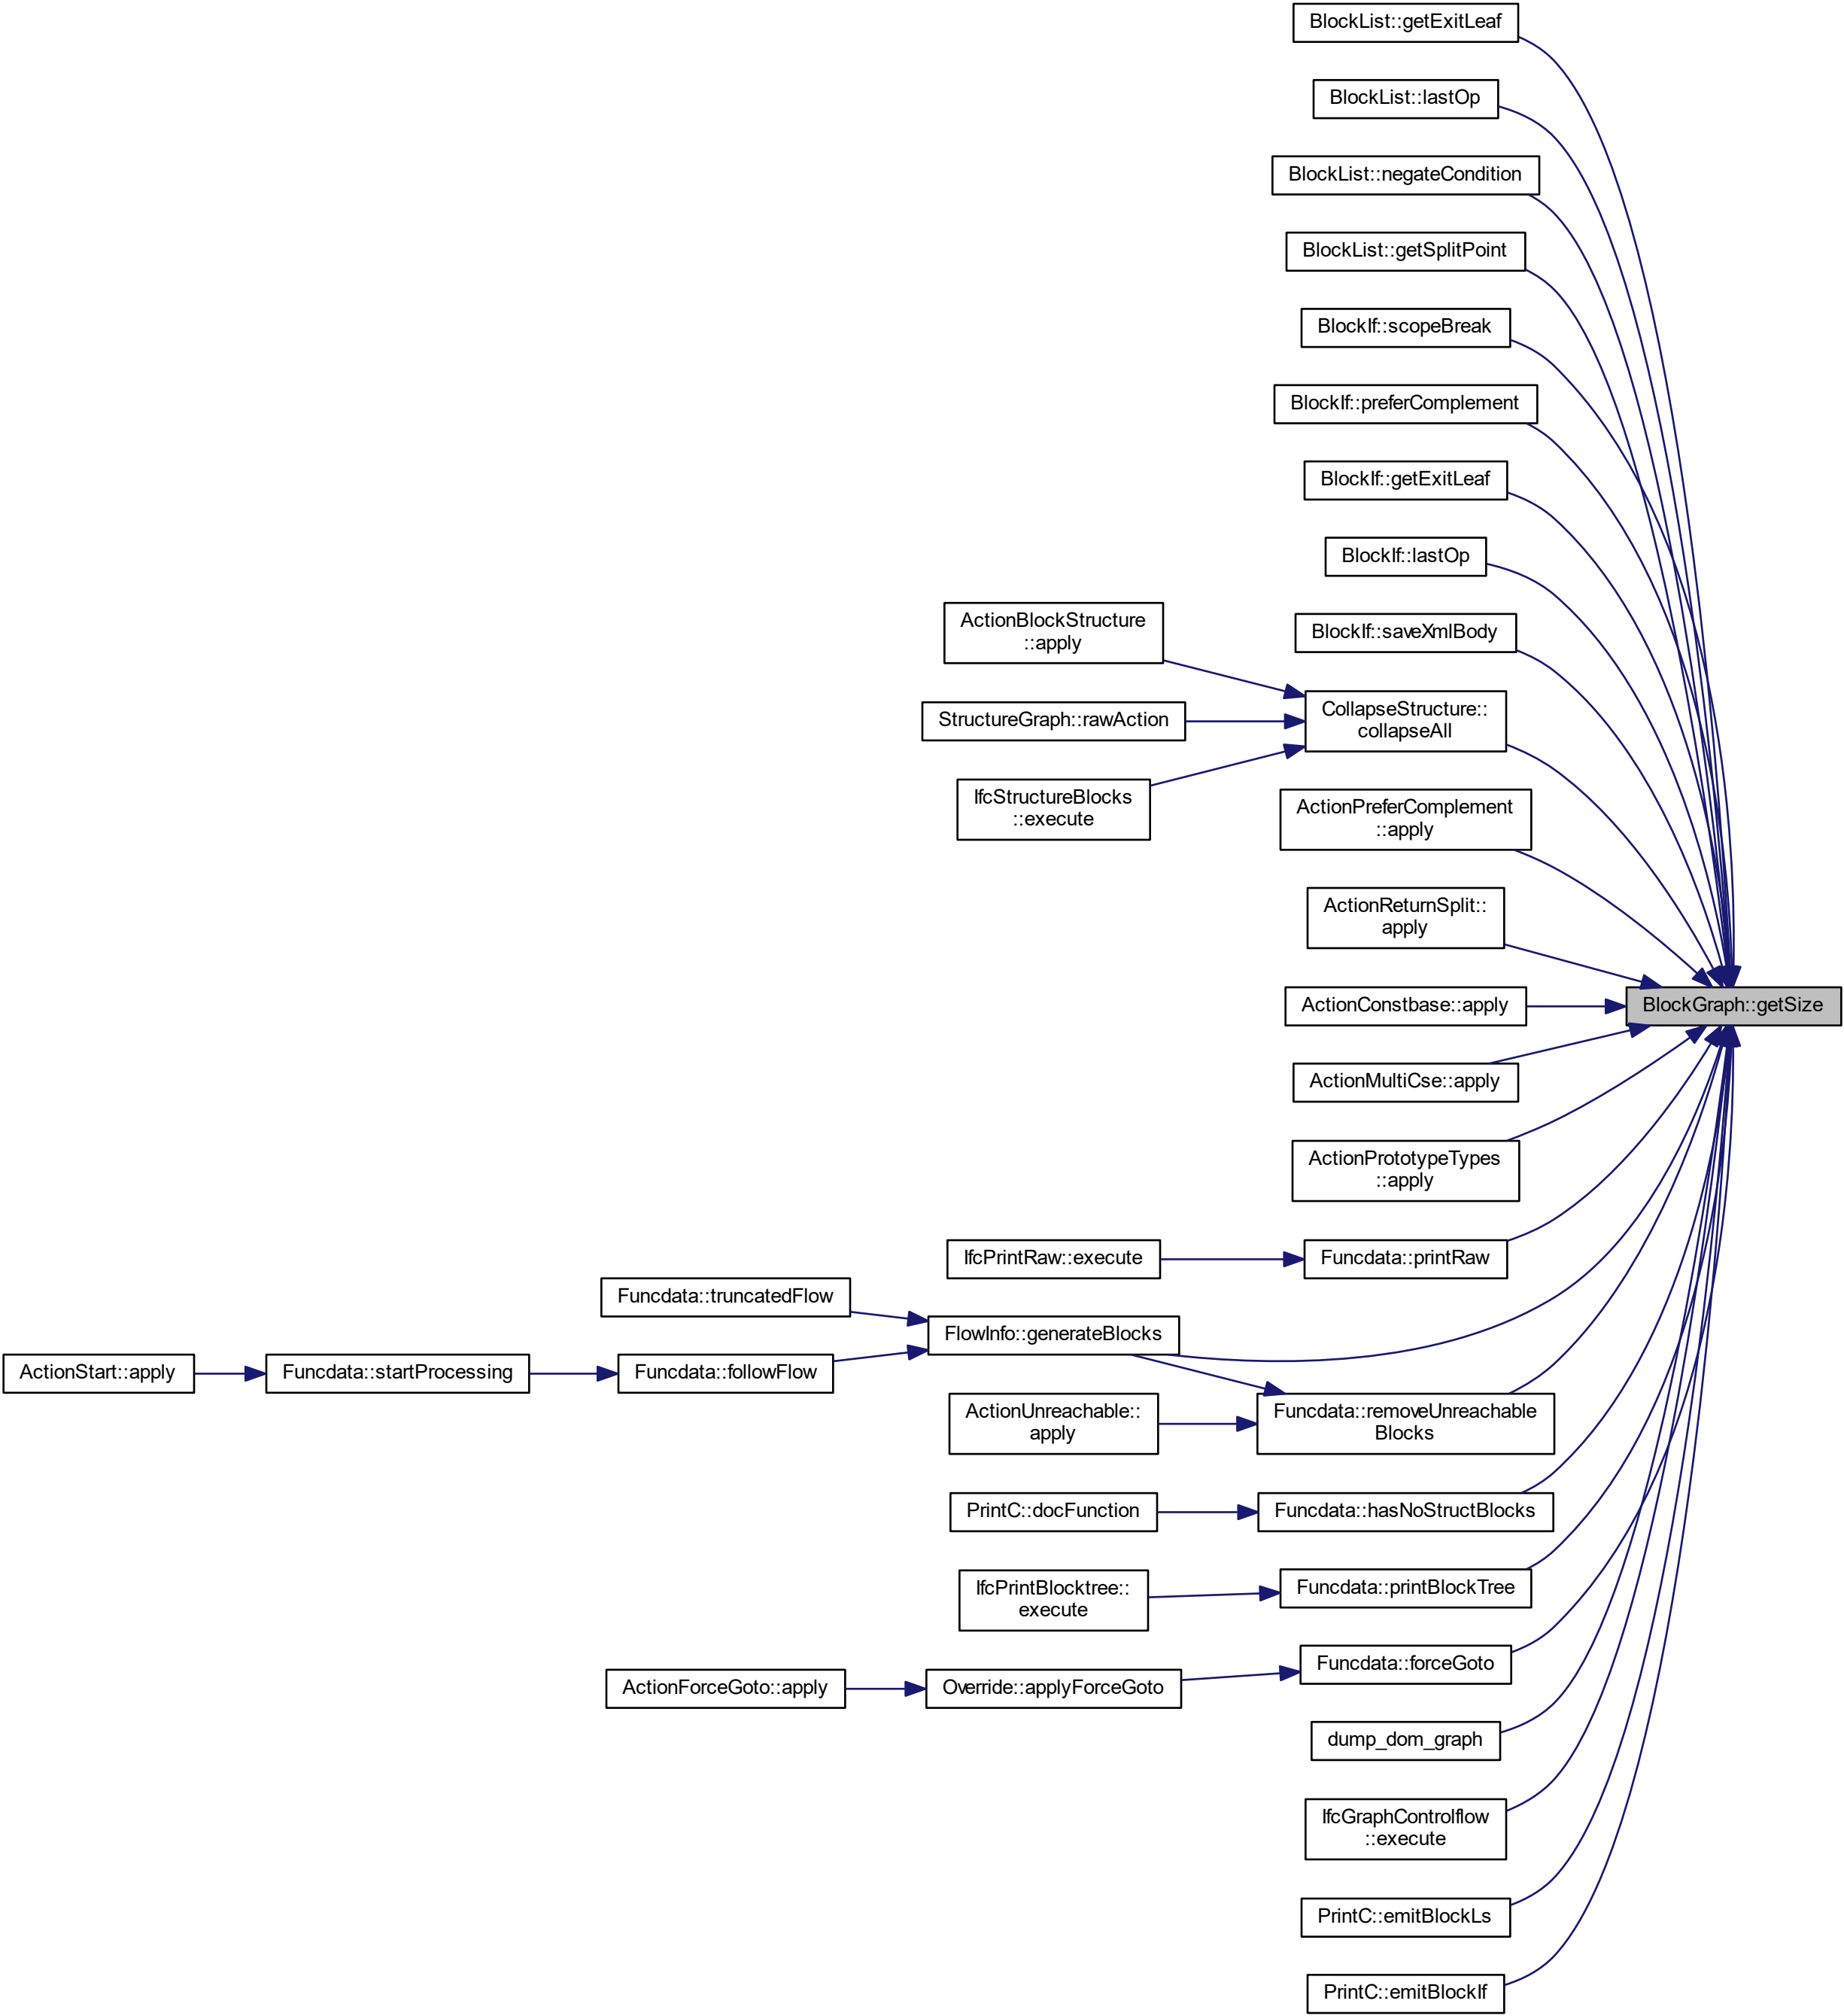 BlockList::getExitLeaf
BlockList::lastOp
BlockList::negateCondition
BlockList::getSplitPoint
BlockIf::scopeBreak
BlockIf::preferComplement
BlockIf::getExitLeaf
BlockIf::lastOp
ActionBlockStructure
::apply
BlockIf::saveXmlBody
StructureGraph::rawAction
CollapseStructure::
collapseAll
IfcStructureBlocks
::execute
ActionPreferComplement
::apply
ActionReturnSplit::
apply
ActionConstbase::apply
BlockGraph::getSize
ActionMultiCse::apply
ActionPrototypeTypes
::apply
IfcPrintRaw::execute
Funcdata::printRaw
Funcdata::truncatedFlow
FlowInfo::generateBlocks
ActionStart::apply
Funcdata::startProcessing
Funcdata::followFlow
ActionUnreachable::
apply
Funcdata::removeUnreachable
Blocks
PrintC::docFunction
Funcdata::hasNoStructBlocks
IfcPrintBlocktree::
execute
Funcdata::printBlockTree
ActionForceGoto::apply
Override::applyForceGoto
Funcdata::forceGoto
dump_dom_graph
IfcGraphControlflow
::execute
PrintC::emitBlockLs
PrintC::emitBlockIf